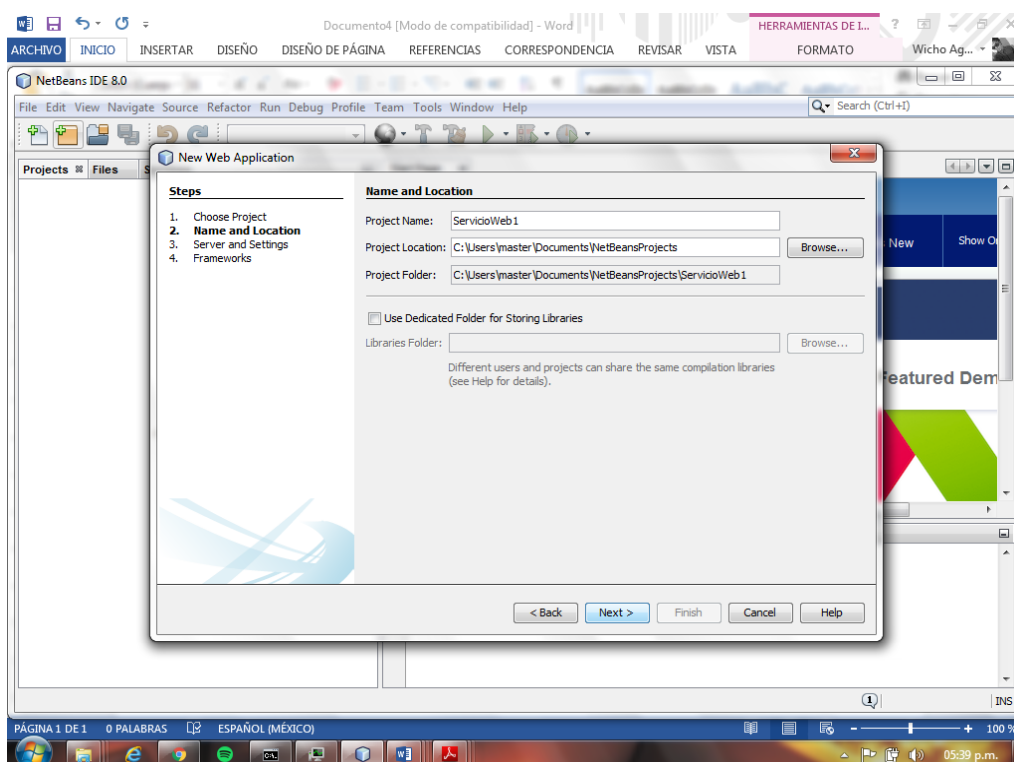 Documento4 [Modo de compatibilidad] - Word
HERRAMIENTAS DE I...
ARCHIVO INICIO INSERTAR DISEÑO DISEÑO DE PÁGINA REFERENCIAS CORRESPONDENCIA REVISAR VISTA FORMATO Wicho Ag...
NetBeans IDE 8.0
File Edit View Navigate Source Refactor Run Debug Profile Team Tools Window Help
Search (Ctrl+I)
Projects Files
New Web Application
Steps
1. Choose Project
2. Name and Location
3. Server and Settings
4. Frameworks
Name and Location
Project Name: ServicioWeb1
Project Location: C:\Users\master\Documents\NetBeansProjects Browse...
Project Folder: C:\Users\master\Documents\NetBeansProjects\ServicioWeb1
Use Dedicated Folder for Storing Libraries
Libraries Folder: Browse...
Different users and projects can share the same compilation libraries
(see Help for details).
< Back Next > Finish Cancel Help
New Show
Featured Dem
1 INS
PÁGINA 1 DE 1 0 PALABRAS ESPAÑOL (MÉXICO) 100 %
05:39 p.m.